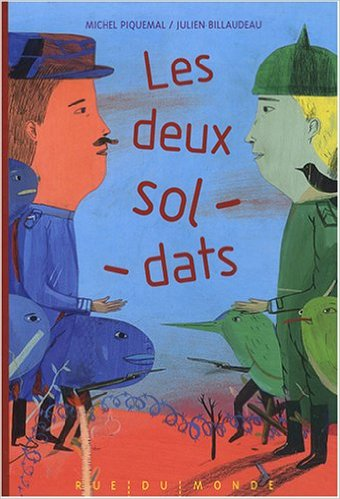 MICHEL PIQUEMAL / JULIEN BILLAUDEAU
Les
deux
sol -
- dats
RUE DU MONDE